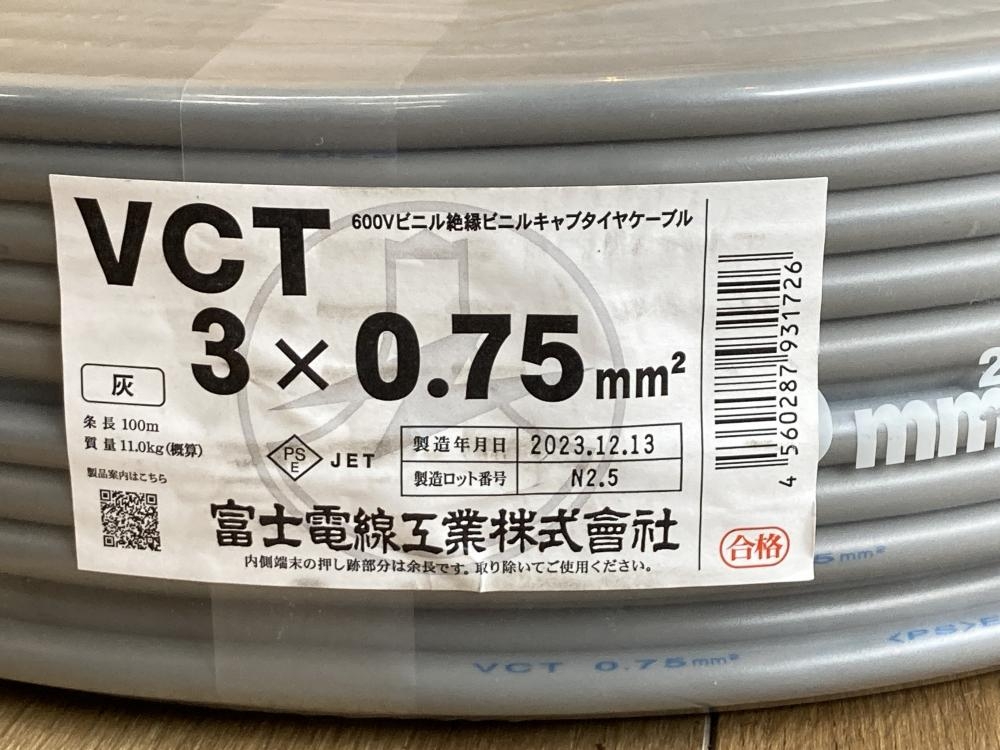 VCT 600Vビニル絶縁ビニルキャブタイヤケーブル
3×0.75mm²
灰
条長 100m
質量 11.0kg(概算)
製品案内はこちら
PS
E
JET
製造年月日 2023.12.13
製造ロット番号 N2.5
富士電線工業株式會社
内側端末の押し跡部分は余長です。取り除いてご使用ください。
4 560287 931726
合格
mm²
5mm²
<PS>E
VCT 0.75mm²